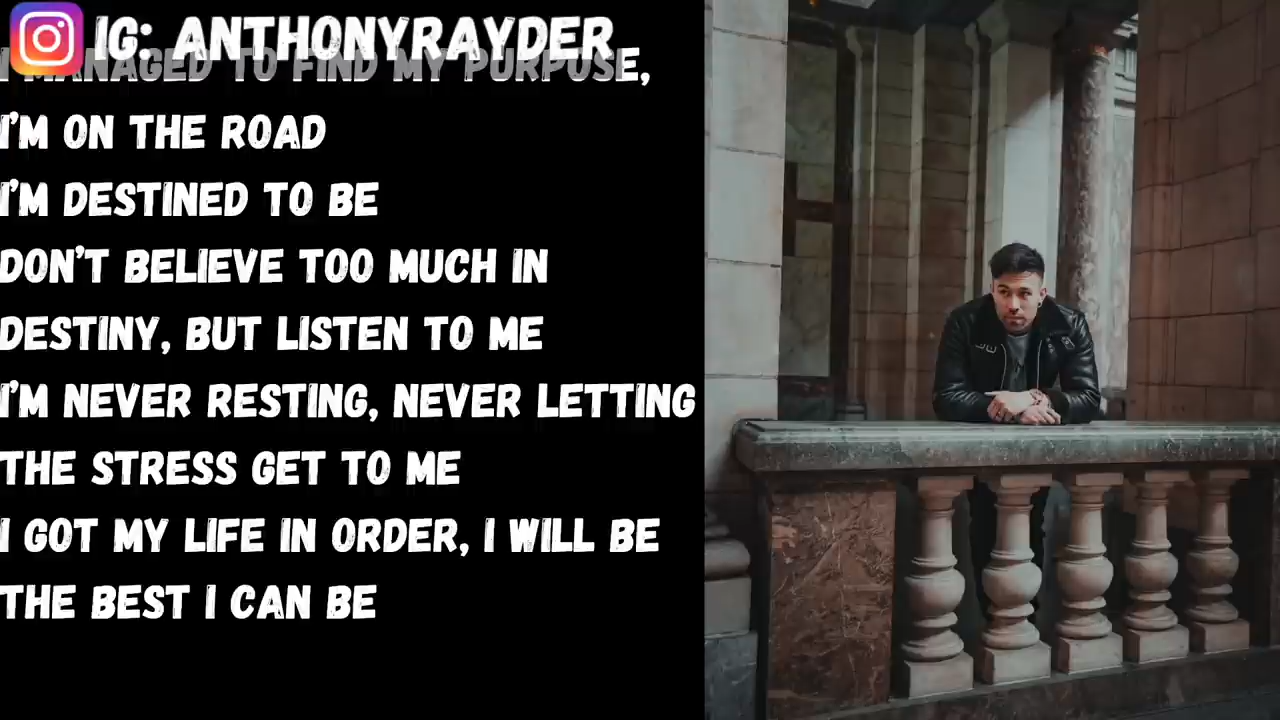 IG: ANTHONYRAYDER
I MANAGED TO FIND MY PURPOSE,
I'M ON THE ROAD
I'M DESTINED TO BE
DON'T BELIEVE TOO MUCH IN
DESTINY, BUT LISTEN TO ME
I'M NEVER RESTING, NEVER LETTING
THE STRESS GET TO ME
I GOT MY LIFE IN ORDER, I WILL BE
THE BEST I CAN BE